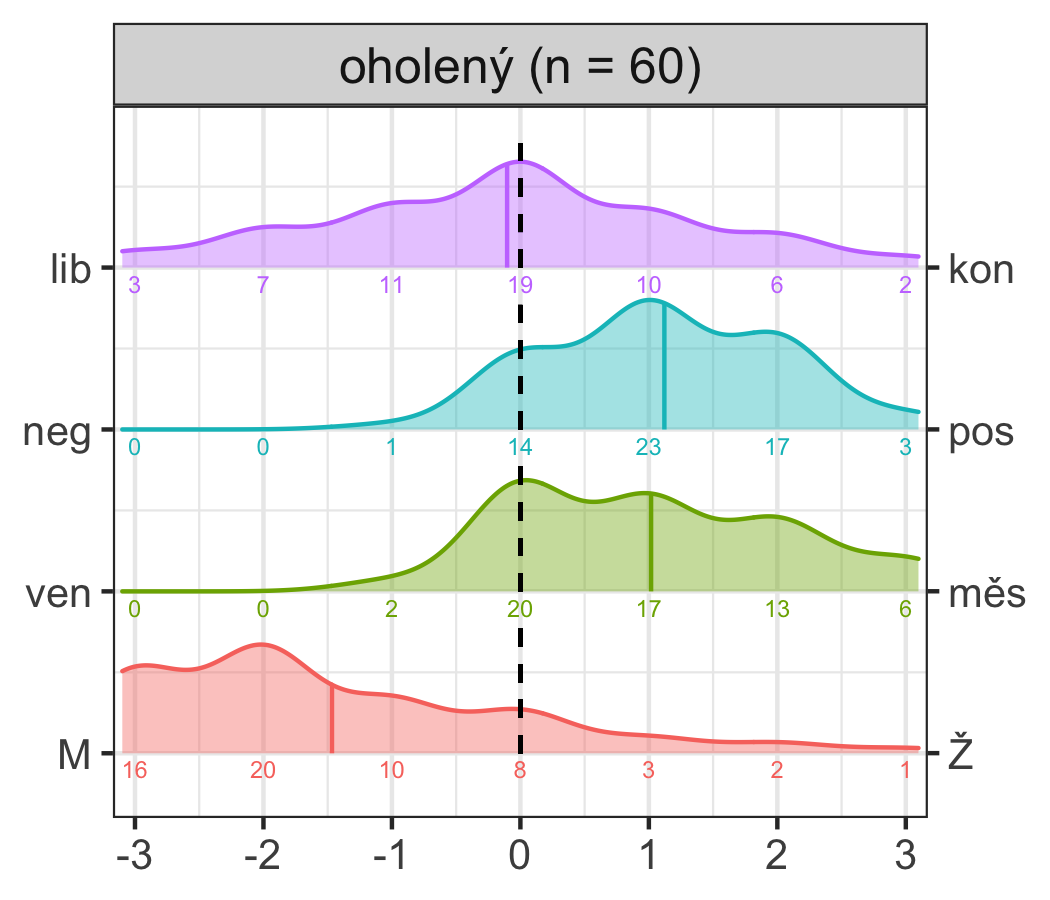 oholený (n = 60)
lib kon
3 7 11 19 10 6 2
neg pos
0 0 1 14 23 17 3
ven měs
0 0 2 20 17 13 6
M Ž
16 20 10 8 3 2 1
-3 -2 -1 0 1 2 3